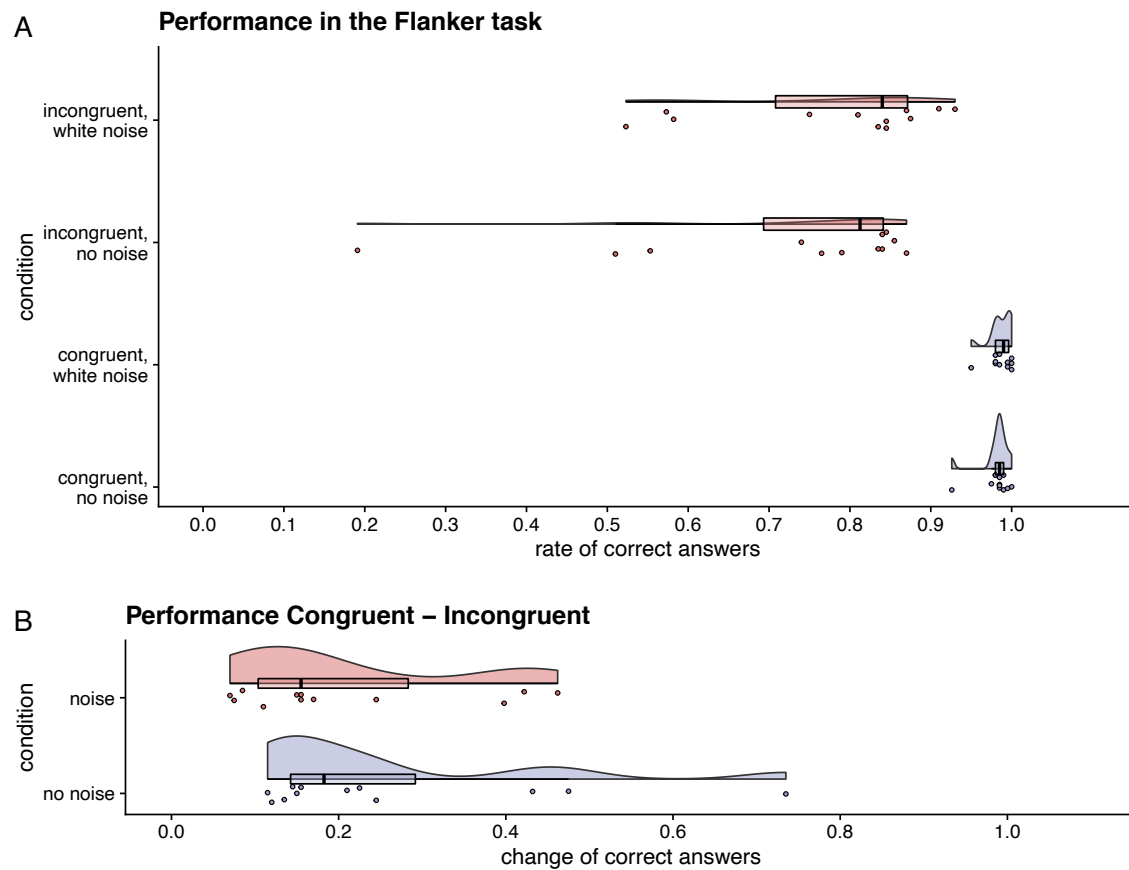 A
Performance in the Flanker task
condition
incongruent,
white noise
incongruent,
no noise
congruent,
white noise
congruent,
no noise
0.0 0.1 0.2 0.3 0.4 0.5 0.6 0.7 0.8 0.9 1.0
rate of correct answers
B
Performance Congruent – Incongruent
condition
noise
no noise
0.0 0.2 0.4 0.6 0.8 1.0
change of correct answers